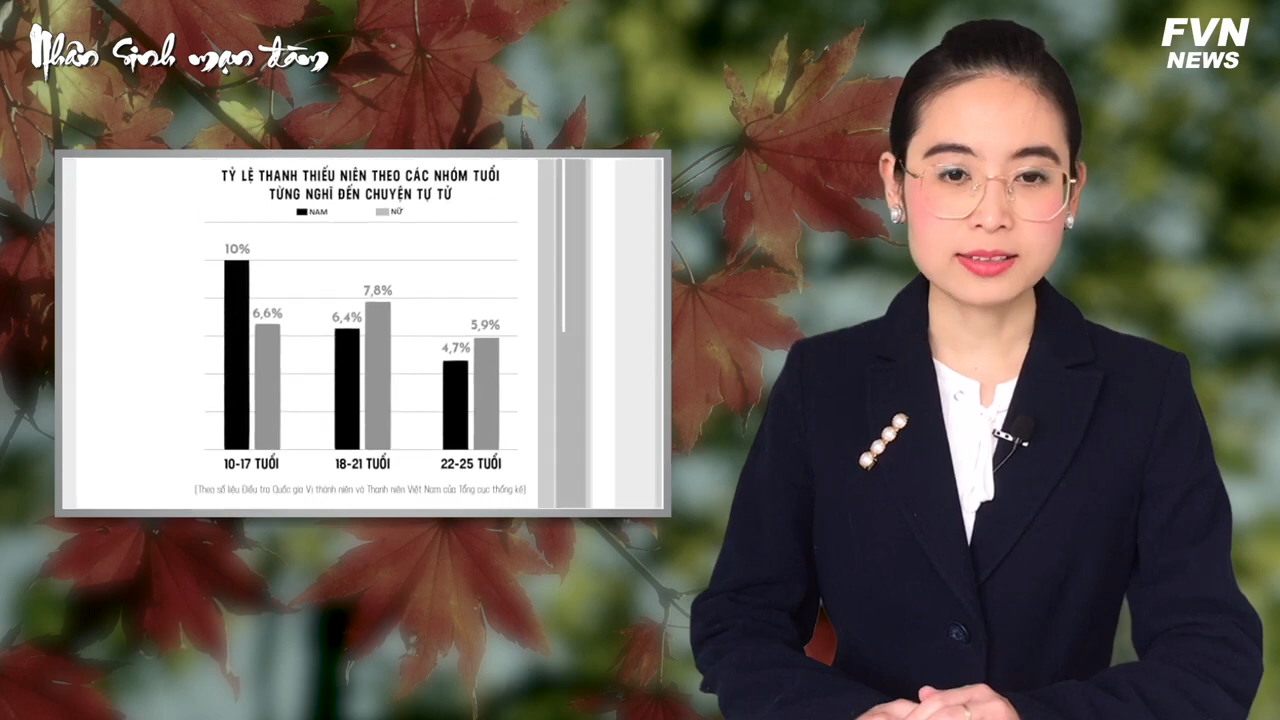 Nhân Sinh mạn đàm
FVN
NEWS
TỶ LỆ THANH THIẾU NIÊN THEO CÁC NHÓM TUỔI
TỪNG NGHĨ ĐẾN CHUYỆN TỰ TỬ
NAM NỮ
10%
6,6%
6,4%
7,8%
4,7%
5,9%
10-17 TUỔI 18-21 TUỔI 22-25 TUỔI
[Theo số liệu Điều tra Quốc gia Vị thành niên và Thanh niên Việt Nam của Tổng cục thống kê]